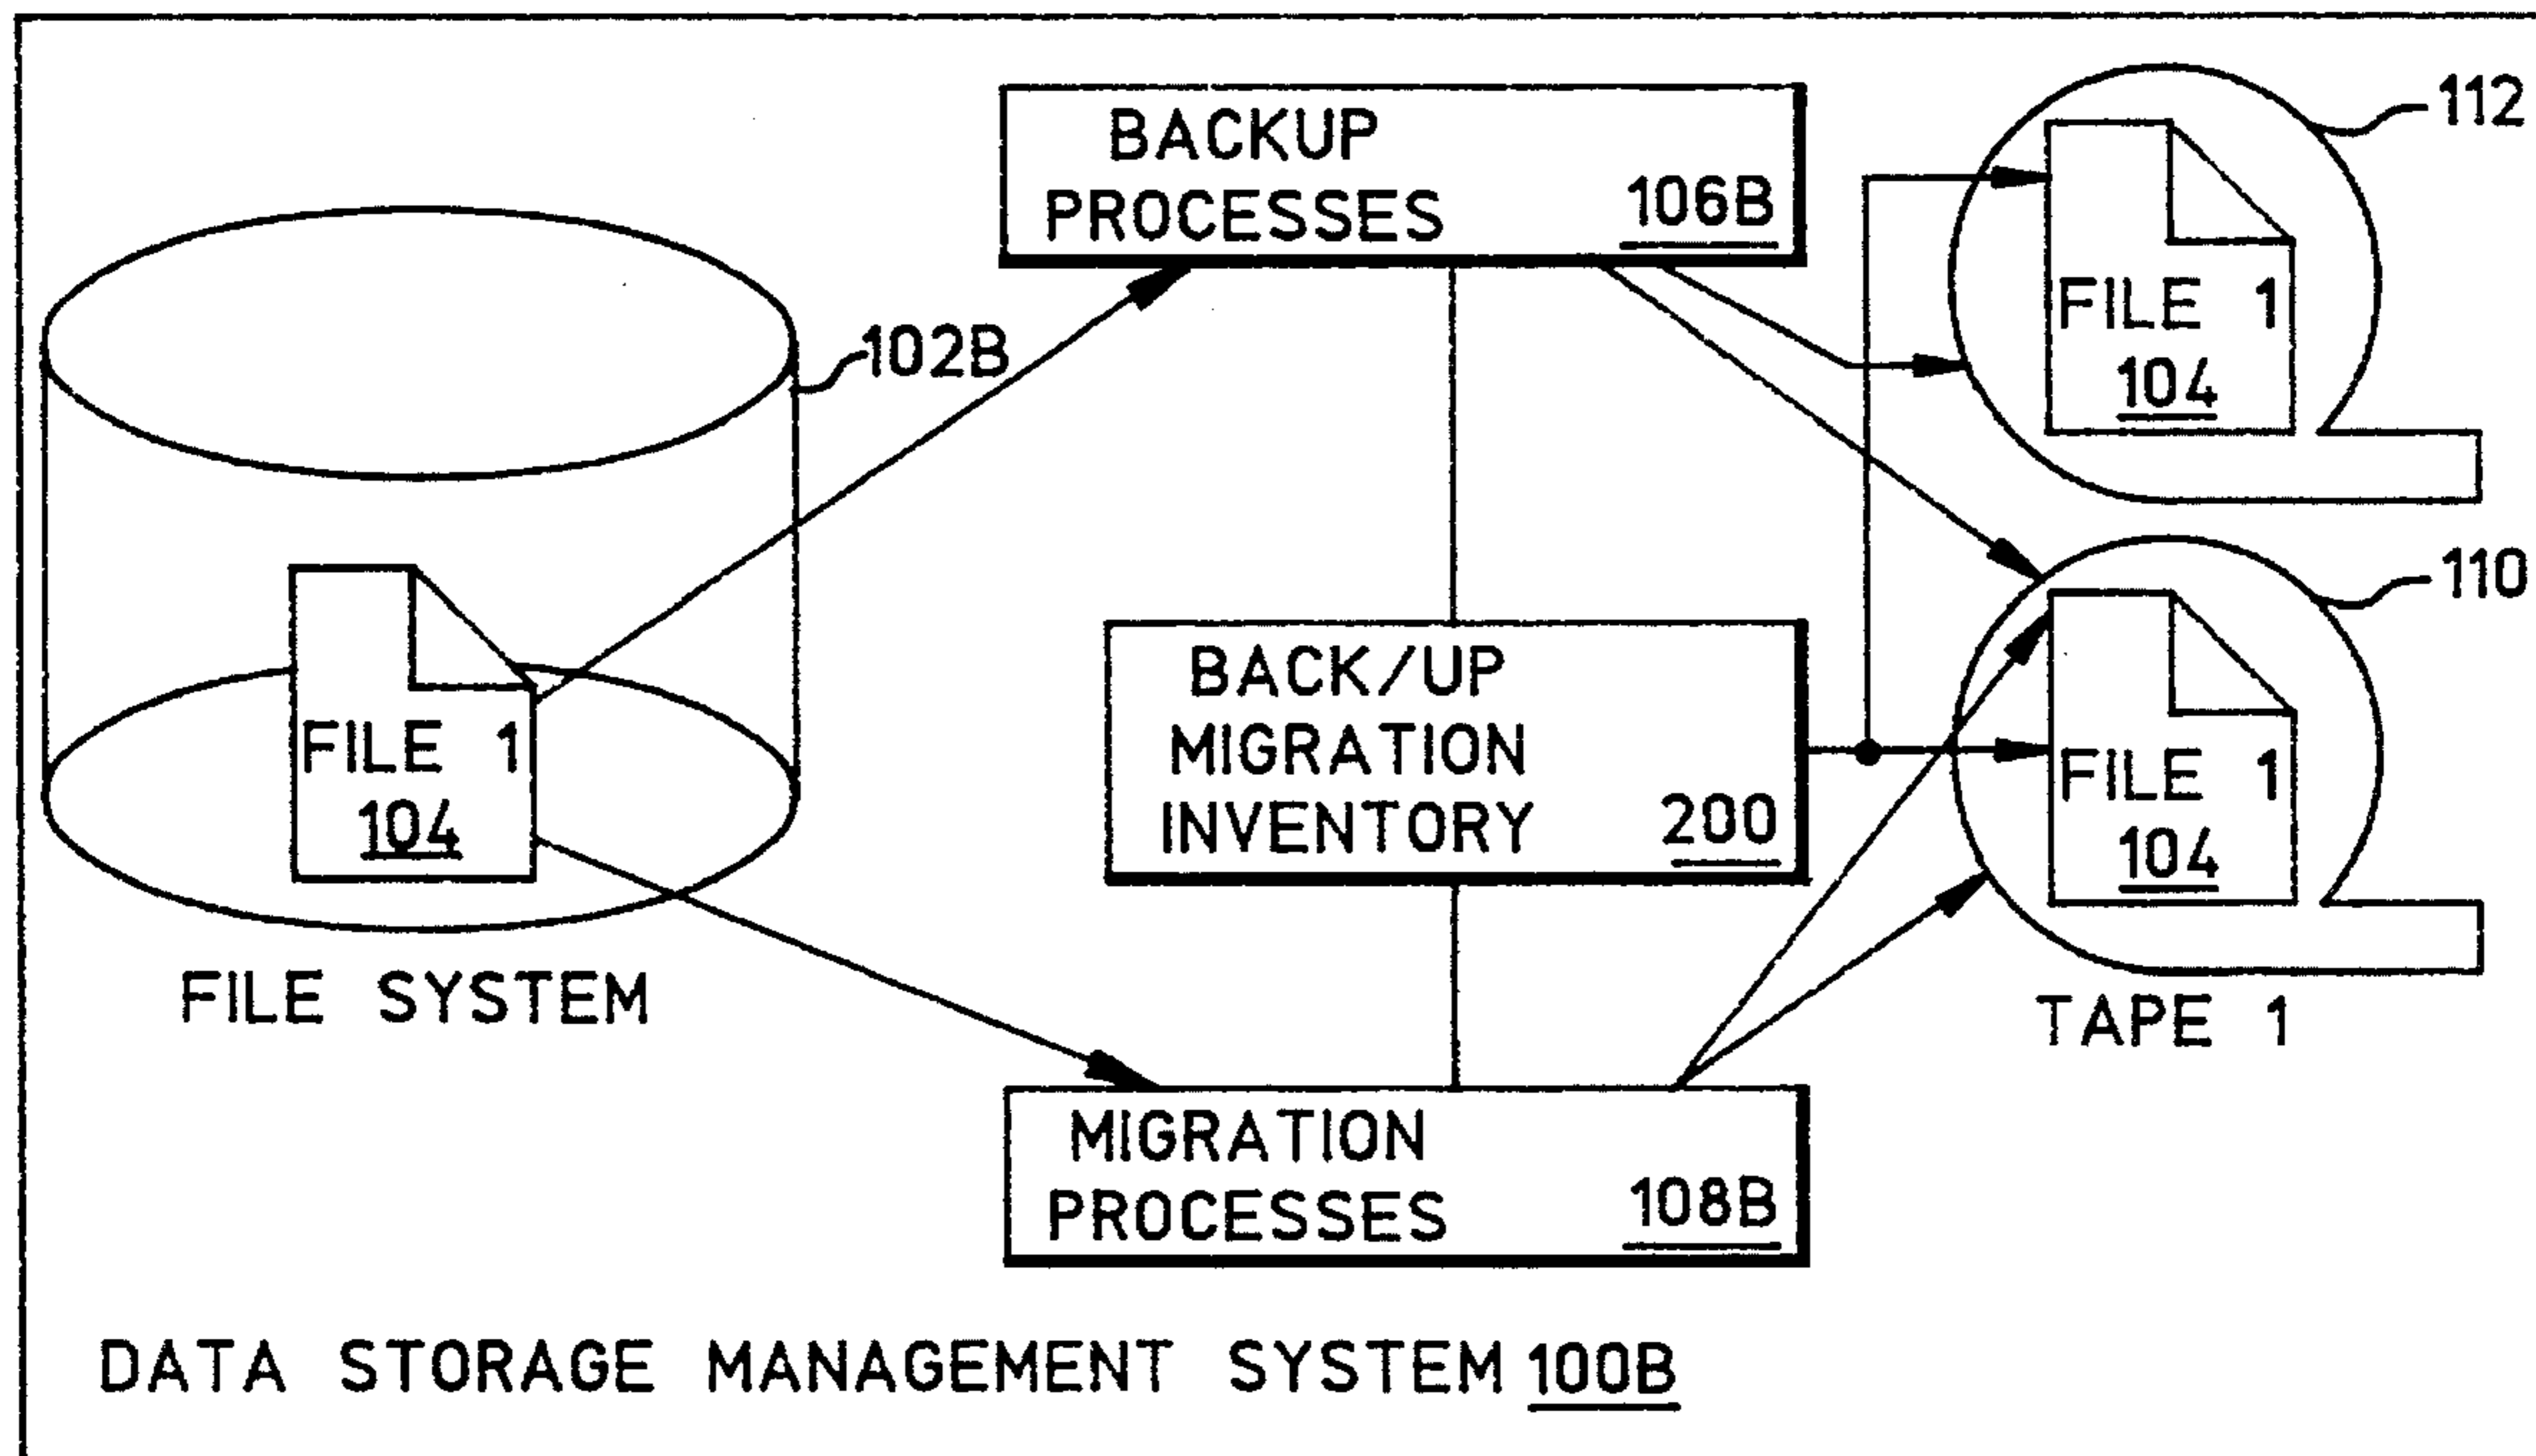 BACKUP
PROCESSES 106B
112
FILE 1
104
102B
110
BACK/UP
MIGRATION
INVENTORY 200
FILE 1
104
FILE 1
104
FILE SYSTEM
TAPE 1
MIGRATION
PROCESSES 108B
DATA STORAGE MANAGEMENT SYSTEM 100B